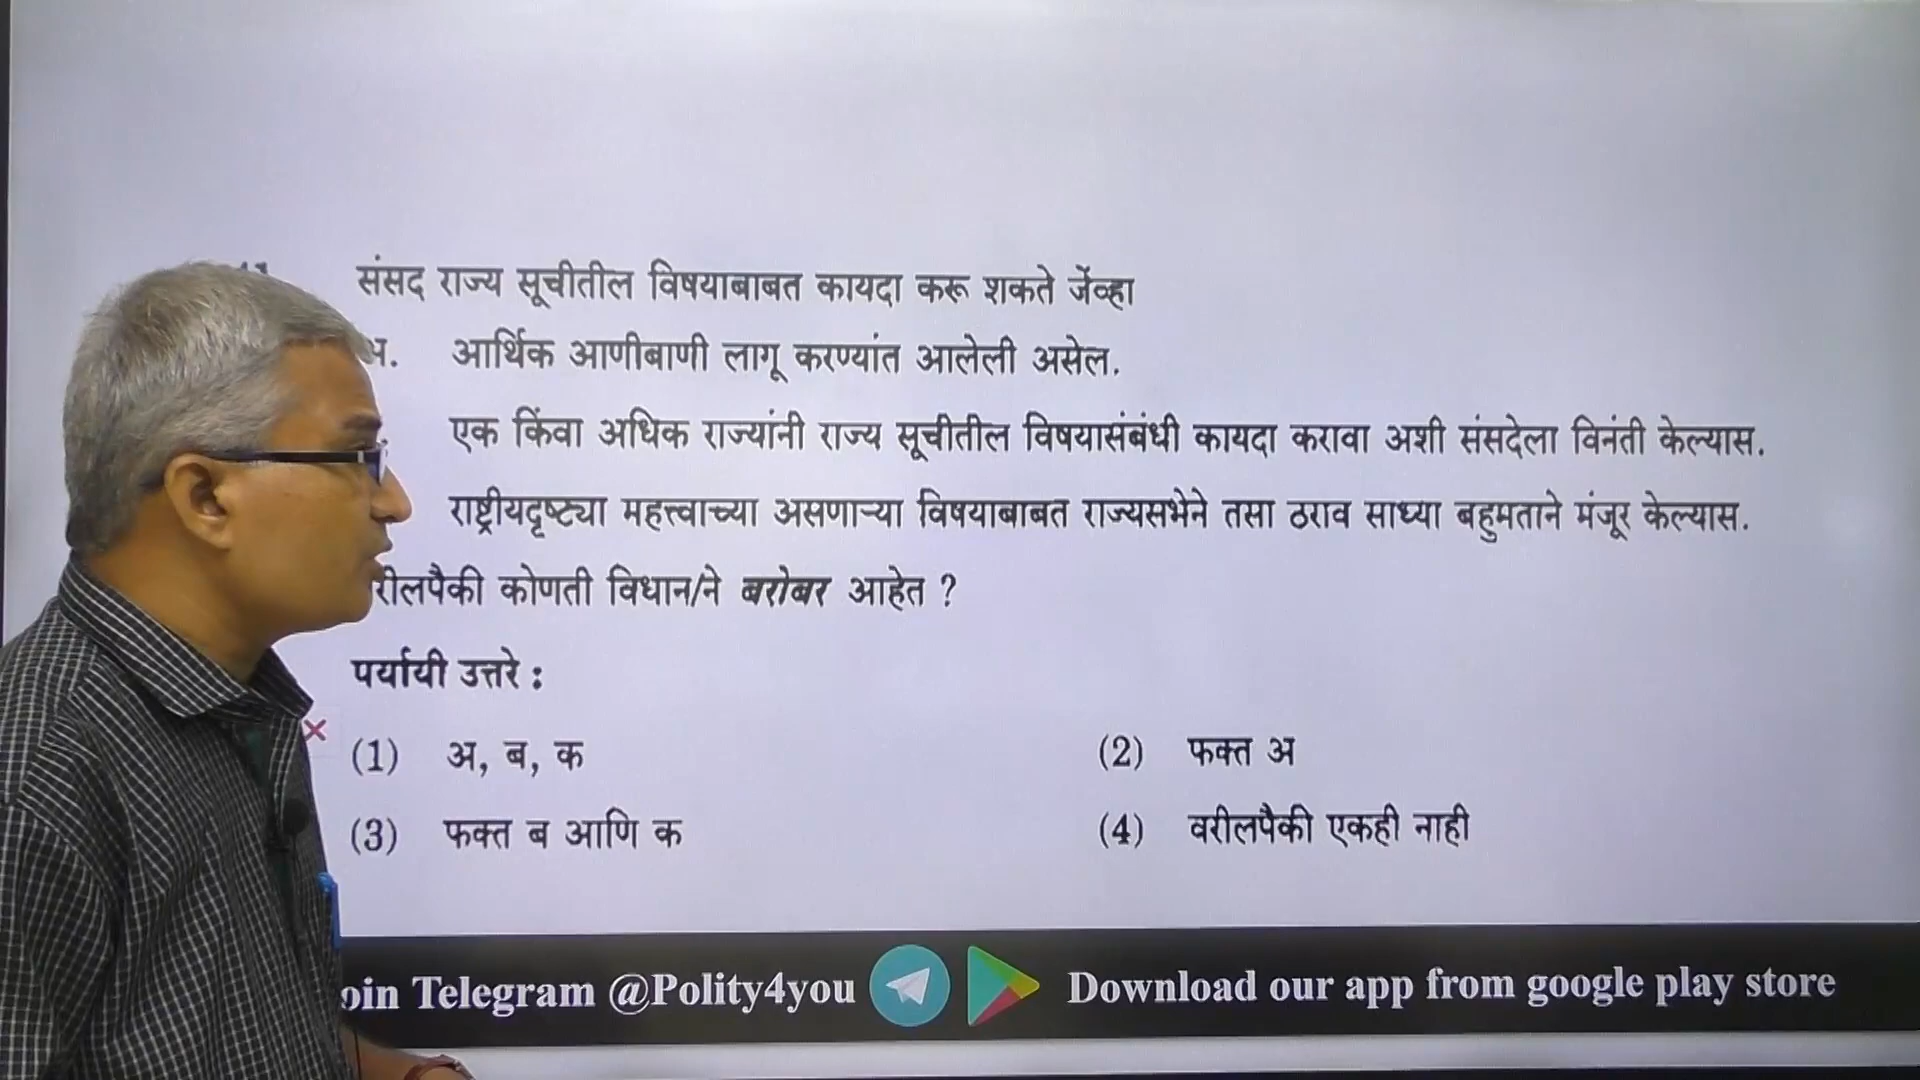 संसद राज्य सूचीतील विषयाबाबत कायदा करू शकते जेंव्हा
अ. आर्थिक आणीबाणी लागू करण्यांत आलेली असेल.
एक किंवा अधिक राज्यांनी राज्य सूचीतील विषयासंबंधी कायदा करावा अशी संसदेला विनंती केल्यास.
राष्ट्रीयदृष्ट्या महत्त्वाच्या असणाऱ्या विषयाबाबत राज्यसभेने तसा ठराव साध्या बहुमताने मंजूर केल्यास.
रीलपैकी कोणती विधान/ने बरोबर आहेत ?
पर्यायी उत्तरे :
(1) अ, ब, क (2) फक्त अ
(3) फक्त ब आणि क (4) वरीलपैकी एकही नाही
oin Telegram @Polity4you Download our app from google play store